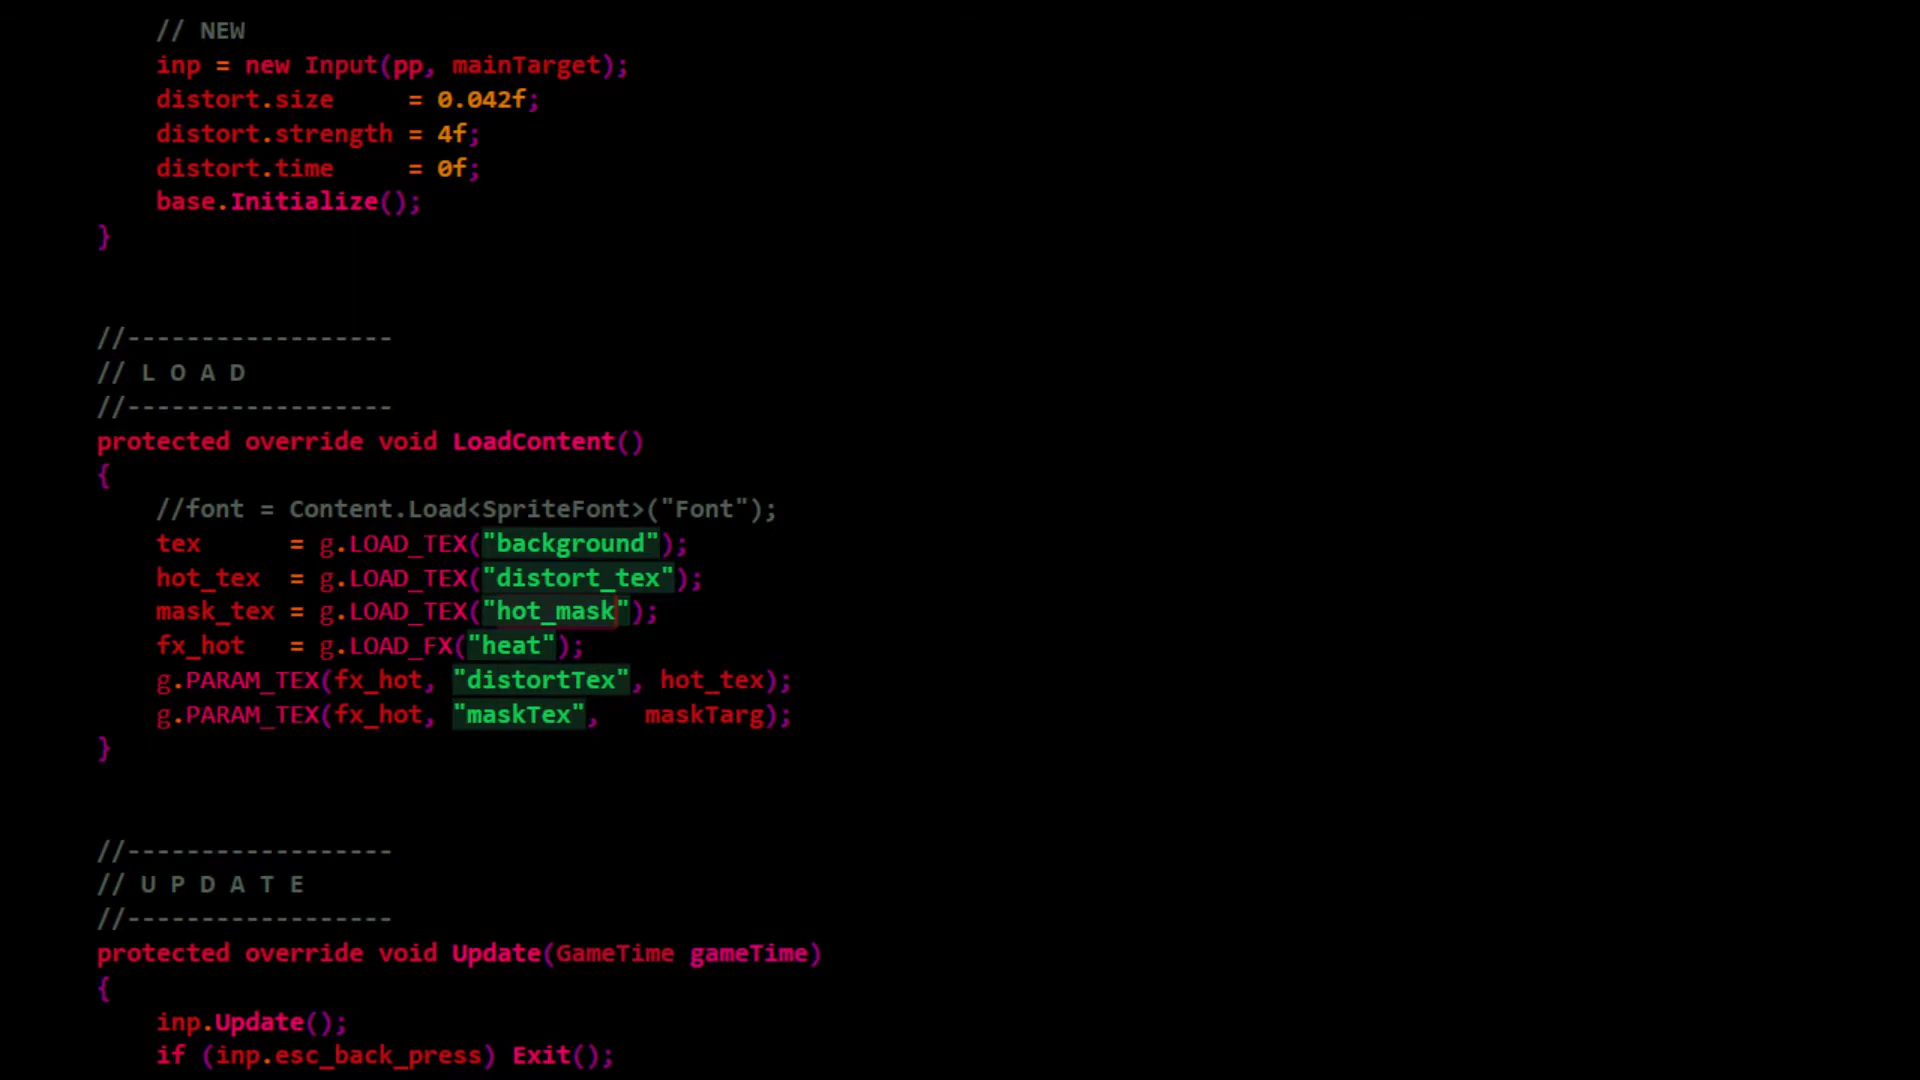 // NEW
inp = new Input(pp, mainTarget);
distort.size     = 0.042f;
distort.strength = 4f;
distort.time     = 0f;
base.Initialize();
}
//------------------
// L O A D
//------------------
protected override void LoadContent()
{
//font = Content.Load<SpriteFont>("Font");
tex      = g.LOAD_TEX("background");
hot_tex  = g.LOAD_TEX("distort_tex");
mask_tex = g.LOAD_TEX("hot_mask");
fx_hot   = g.LOAD_FX("heat");
g.PARAM_TEX(fx_hot, "distortTex", hot_tex);
g.PARAM_TEX(fx_hot, "maskTex",   maskTarg);
}
//------------------
// U P D A T E
//------------------
protected override void Update(GameTime gameTime)
{
inp.Update();
if (inp.esc_back_press) Exit();